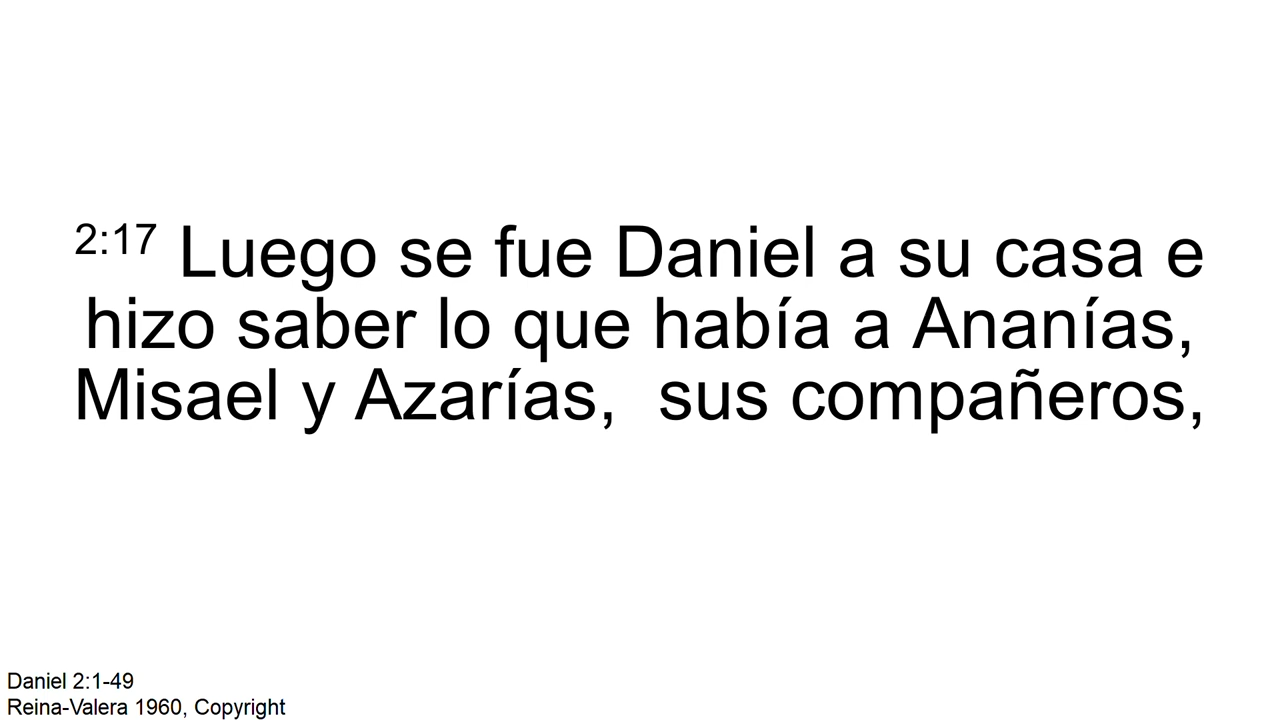 2:17 Luego se fue Daniel a su casa e
hizo saber lo que había a Ananías,
Misael y Azarías,  sus compañeros,
Daniel 2:1-49
Reina-Valera 1960, Copyright